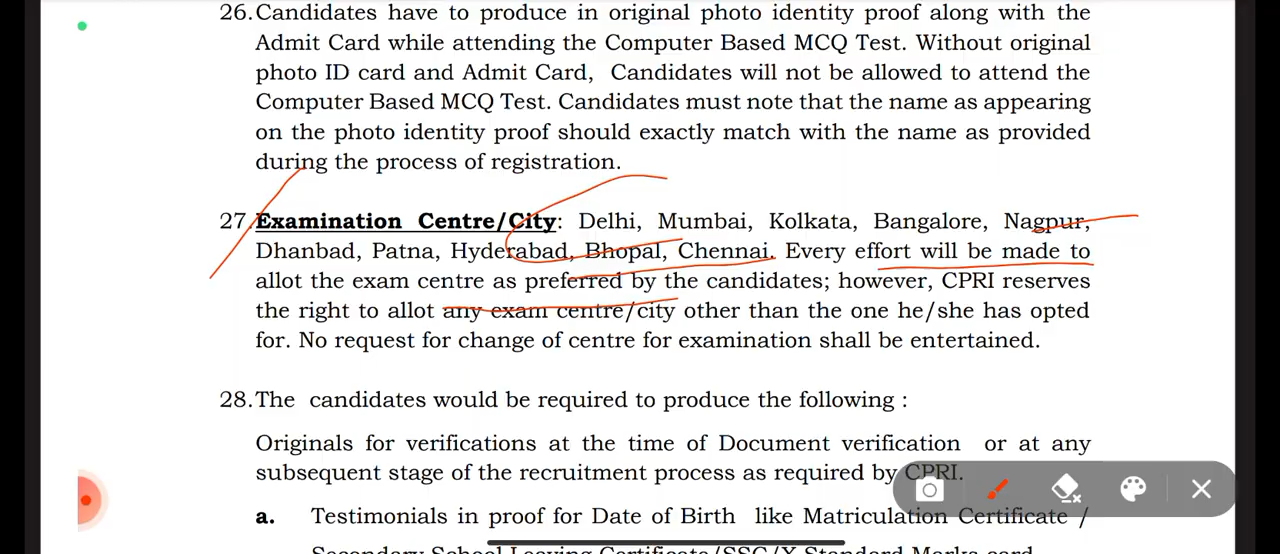 26. Candidates have to produce in original photo identity proof along with the
Admit Card while attending the Computer Based MCQ Test. Without original
photo ID card and Admit Card, Candidates will not be allowed to attend the
Computer Based MCQ Test. Candidates must note that the name as appearing
on the photo identity proof should exactly match with the name as provided
during the process of registration.
27. Examination Centre/City: Delhi, Mumbai, Kolkata, Bangalore, Nagpur,
Dhanbad, Patna, Hyderabad, Bhopal, Chennai. Every effort will be made to
allot the exam centre as preferred by the candidates; however, CPRI reserves
the right to allot any exam centre/city other than the one he/she has opted
for. No request for change of centre for examination shall be entertained.
28. The candidates would be required to produce the following :
Originals for verifications at the time of Document verification or at any
subsequent stage of the recruitment process as required by CPRI.
a. Testimonials in proof for Date of Birth like Matriculation Certificate /
Secondary School Leaving Certificate/SSC/X Standard Marks card